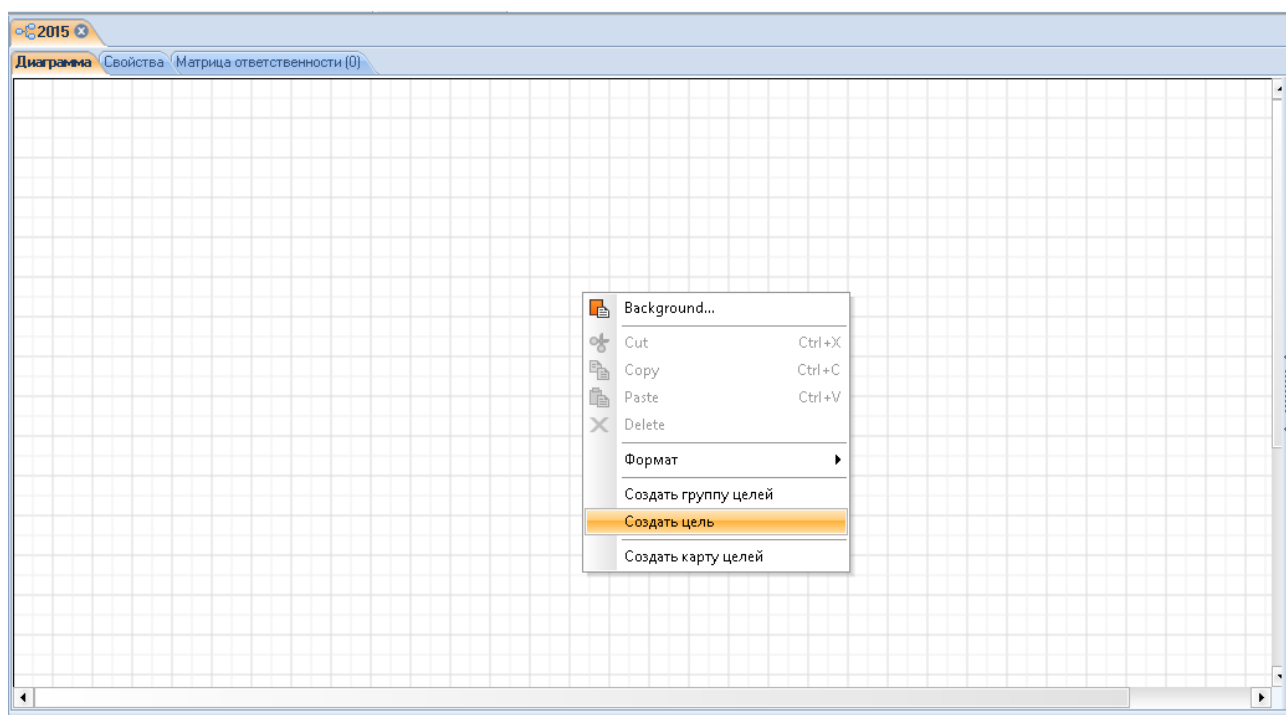 2015
Диаграмма Свойства Матрица ответственности (0)
Background...
Cut Ctrl+X
Copy Ctrl+C
Paste Ctrl+V
Delete
Формат
Создать группу целей
Создать цель
Создать карту целей